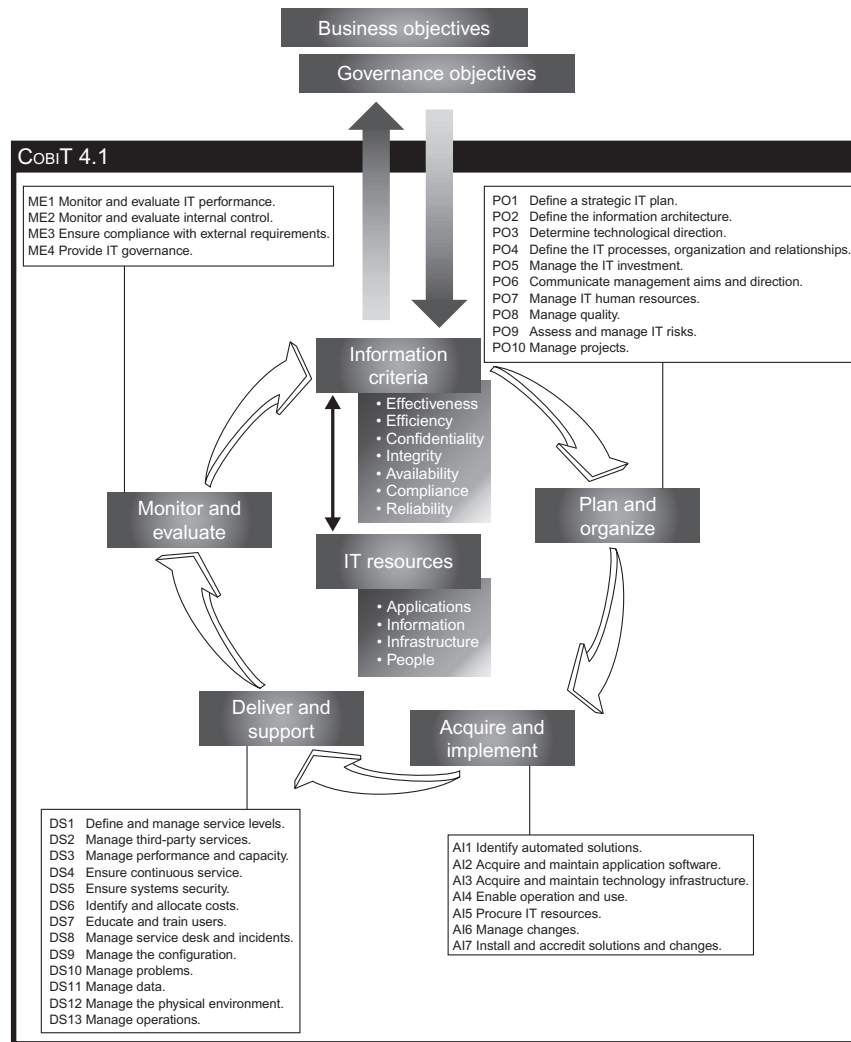 Business objectives
Governance objectives
COBIT 4.1
ME1 Monitor and evaluate IT performance.
ME2 Monitor and evaluate internal control.
ME3 Ensure compliance with external requirements.
ME4 Provide IT governance.
PO1 Define a strategic IT plan.
PO2 Define the information architecture.
PO3 Determine technological direction.
PO4 Define the IT processes, organization and relationships.
PO5 Manage the IT investment.
PO6 Communicate management aims and direction.
PO7 Manage IT human resources.
PO8 Manage quality.
PO9 Assess and manage IT risks.
PO10 Manage projects.
Information
criteria
• Effectiveness
• Efficiency
• Confidentiality
• Integrity
• Availability
• Compliance
• Reliability
Monitor and
evaluate
Plan and
organize
IT resources
• Applications
• Information
• Infrastructure
• People
Deliver and
support
Acquire and
implement
DS1 Define and manage service levels.
DS2 Manage third-party services.
DS3 Manage performance and capacity.
DS4 Ensure continuous service.
DS5 Ensure systems security.
DS6 Identify and allocate costs.
DS7 Educate and train users.
DS8 Manage service desk and incidents.
DS9 Manage the configuration.
DS10 Manage problems.
DS11 Manage data.
DS12 Manage the physical environment.
DS13 Manage operations.
AI1 Identify automated solutions.
AI2 Acquire and maintain application software.
AI3 Acquire and maintain technology infrastructure.
AI4 Enable operation and use.
AI5 Procure IT resources.
AI6 Manage changes.
AI7 Install and accredit solutions and changes.